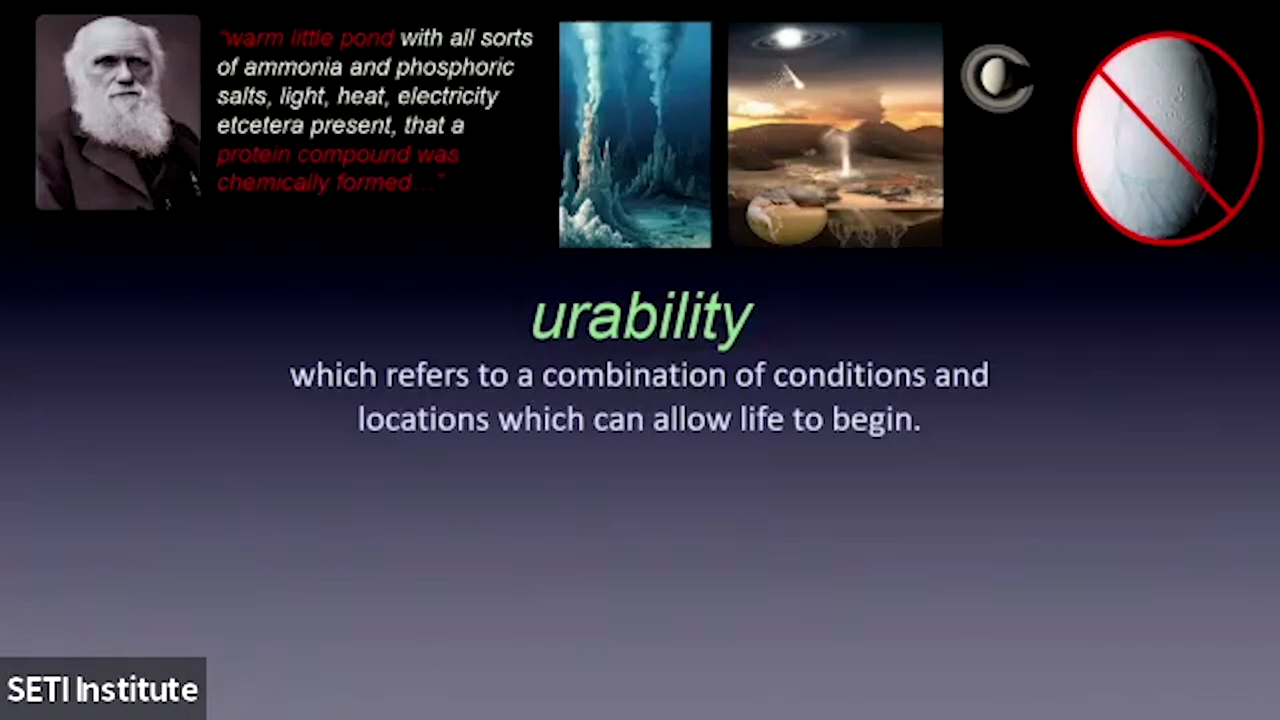 "warm little pond with all sorts
of ammonia and phosphoric
salts, light, heat, electricity
etcetera present, that a
protein compound was
chemically formed…"
urability
which refers to a combination of conditions and
locations which can allow life to begin.
SETI Institute